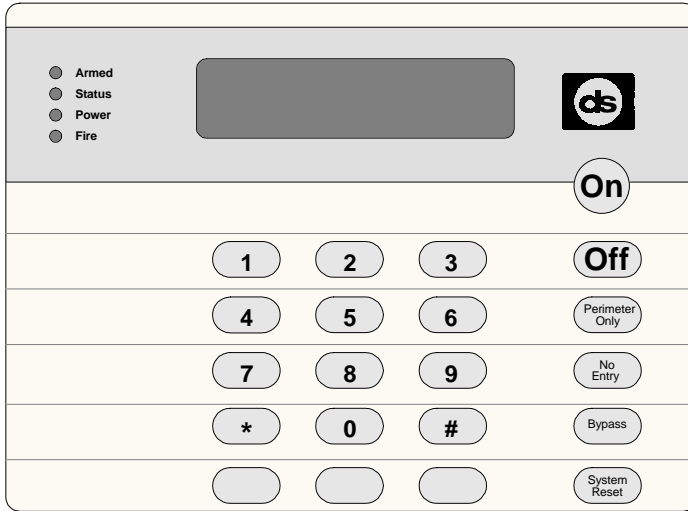 Armed
Status
Power
Fire
ds
On
1 2 3 Off
4 5 6 Perimeter
Only
7 8 9 No
Entry
* 0 # Bypass
System
Reset